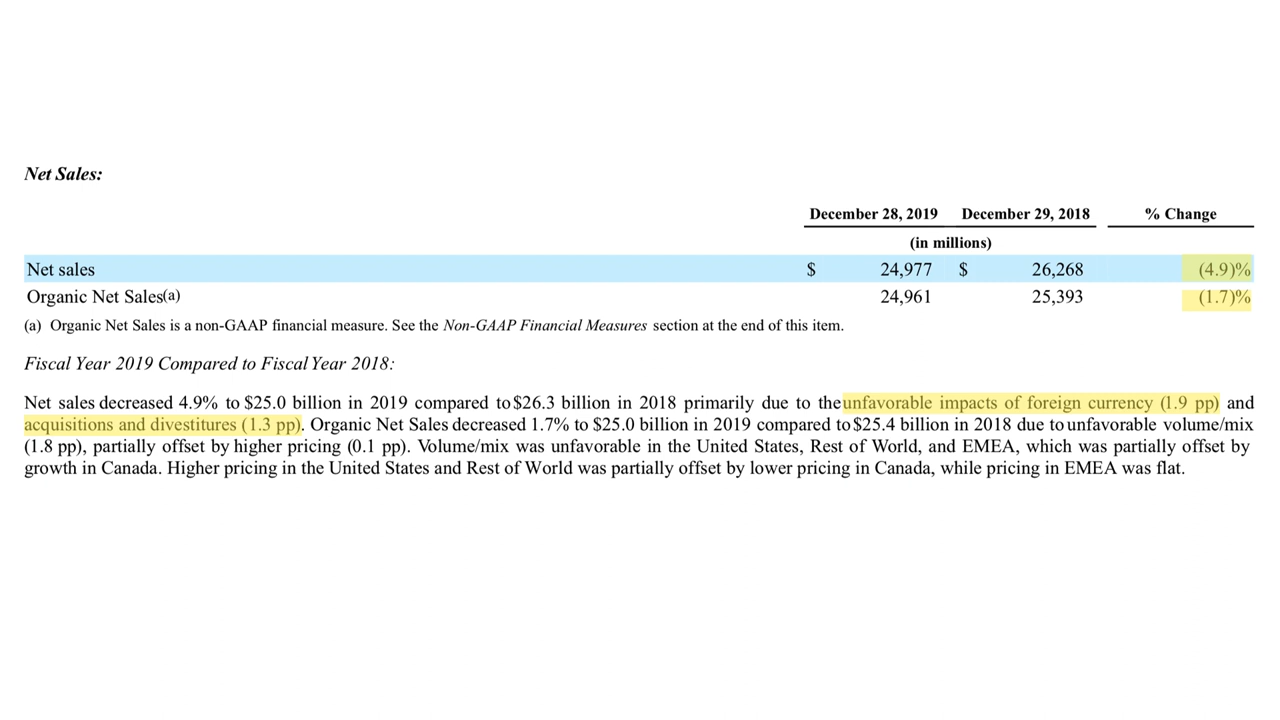 Net Sales:
December 28, 2019 December 29, 2018 % Change
(in millions)
Net sales $ 24,977 $ 26,268 (4.9)%
Organic Net Sales(a) 24,961 25,393 (1.7)%
(a) Organic Net Sales is a non-GAAP financial measure. See the Non-GAAP Financial Measures section at the end of this item.
Fiscal Year 2019 Compared to Fiscal Year 2018:
Net sales decreased 4.9% to $25.0 billion in 2019 compared to $26.3 billion in 2018 primarily due to the unfavorable impacts of foreign currency (1.9 pp) and
acquisitions and divestitures (1.3 pp). Organic Net Sales decreased 1.7% to $25.0 billion in 2019 compared to $25.4 billion in 2018 due to unfavorable volume/mix
(1.8 pp), partially offset by higher pricing (0.1 pp). Volume/mix was unfavorable in the United States, Rest of World, and EMEA, which was partially offset by
growth in Canada. Higher pricing in the United States and Rest of World was partially offset by lower pricing in Canada, while pricing in EMEA was flat.